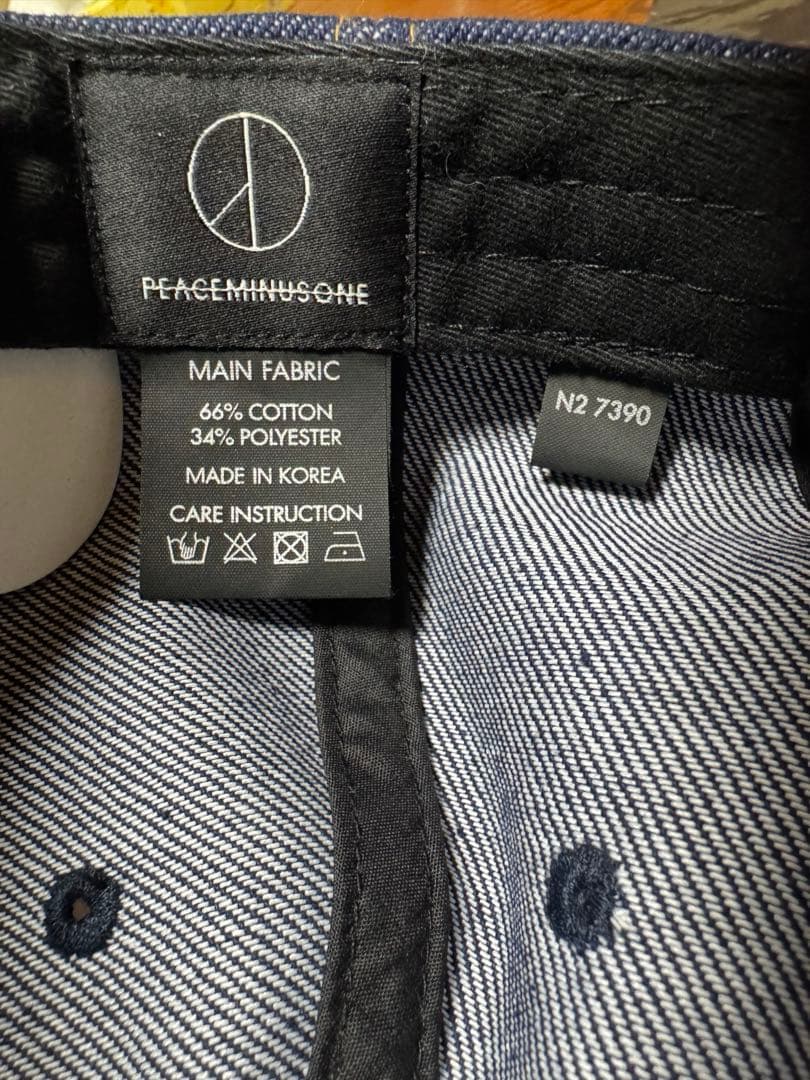 PEACEMINUSONE
MAIN FABRIC
66% COTTON
34% POLYESTER
MADE IN KOREA
CARE INSTRUCTION
N2 7390